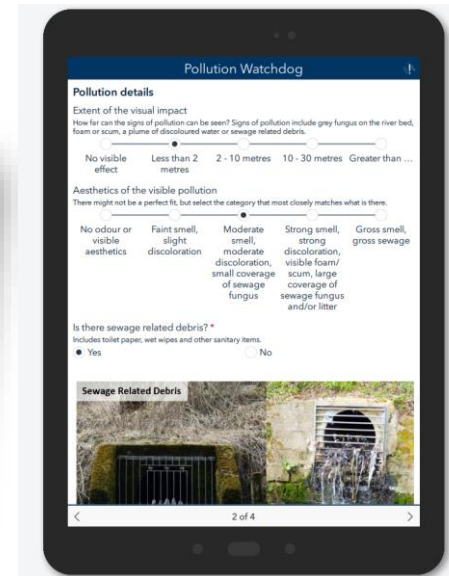 Pollution Watchdog
Pollution details
Extent of the visual impact
How far can the signs of pollution can be seen? Signs of pollution include grey fungus on the river bed,
foam or scum, a plume of discoloured water or sewage related debris.
No visible effect
Less than 2 metres
2 - 10 metres
10 - 30 metres
Greater than ...
Aesthetics of the visible pollution
There might not be a perfect fit, but select the category that most closely matches what is there.
No odour or visible aesthetics
Faint smell, slight discoloration
Moderate smell, moderate discoloration, small coverage of sewage fungus
Strong smell, strong discoloration, visible foam/ scum, large coverage of sewage fungus and/or litter
Gross smell, gross sewage
Is there sewage related debris? *
Includes toilet paper, wet wipes and other sanitary items.
Yes
No
Sewage Related Debris
2 of 4